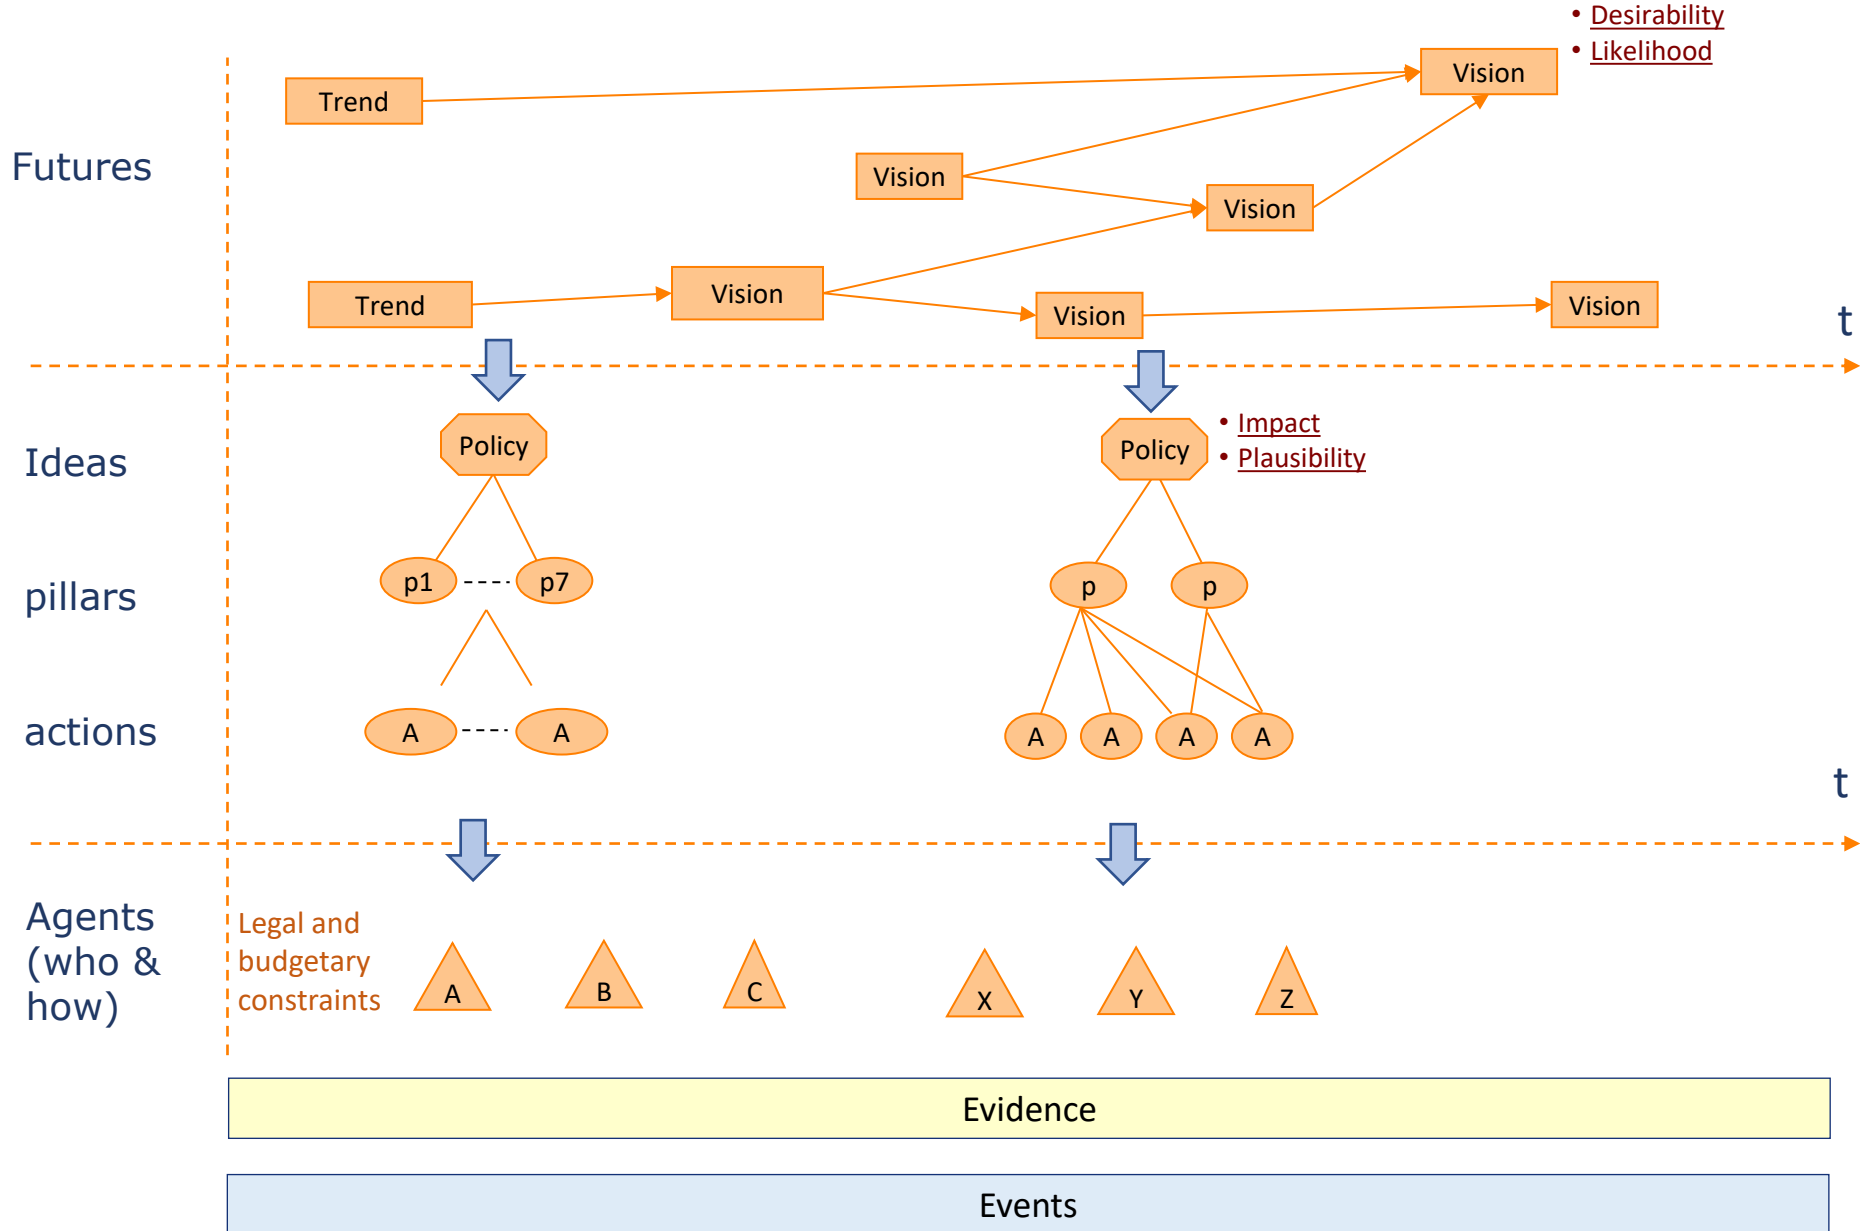 • Desirability
• Likelihood
Trend
Vision
Futures
Vision
Vision
Trend
Vision
Vision
Vision
t
Ideas
Policy
Policy
• Impact
• Plausibility
pillars
p1
p7
p
p
actions
A
A
A
A
A
A
t
Agents
(who &
how)
Legal and
budgetary
constraints
A
B
C
X
Y
Z
Evidence
Events